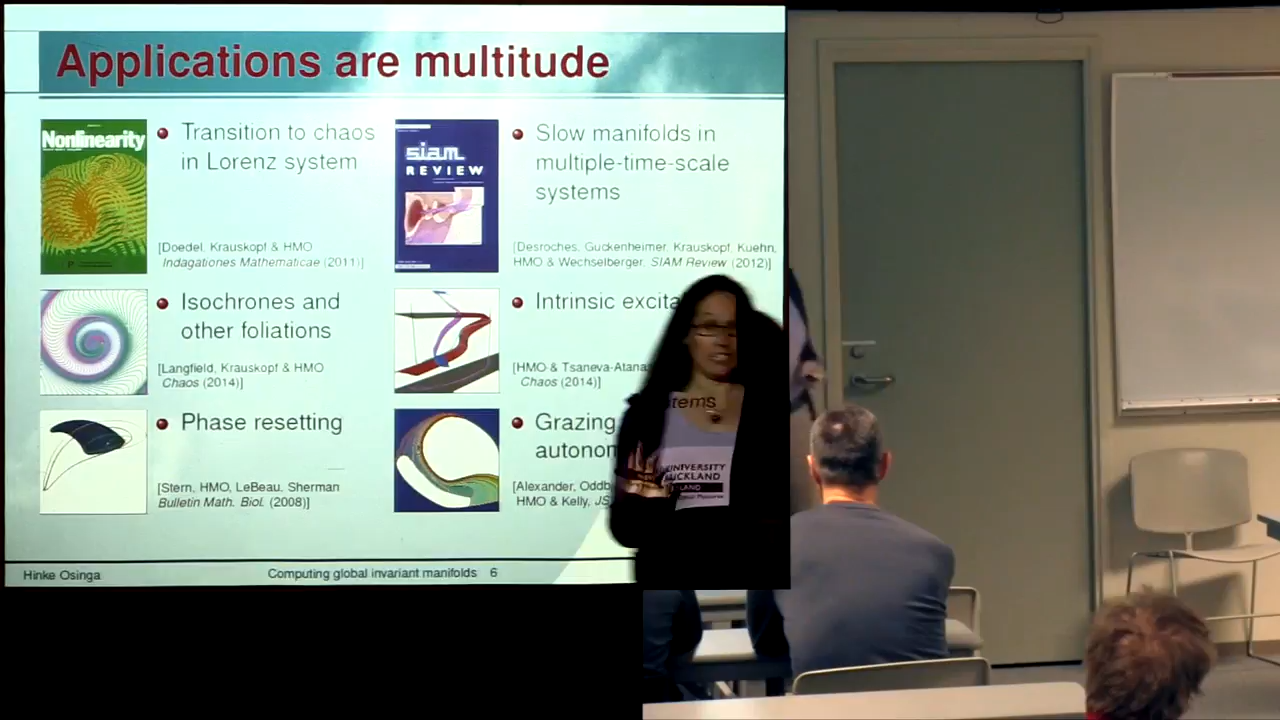 Applications are multitude
Nonlinearity
Transition to chaos
in Lorenz system
[Doedel, Krauskopf & HMO
Indagationes Mathematicae (2011)]
siam
REVIEW
Slow manifolds in
multiple-time-scale
systems
[Desroches, Guckenheimer, Krauskopf, Kuehn,
HMO & Wechselberger, SIAM Review (2012)]
Isochrones and
other foliations
[Langfield, Krauskopf & HMO
Chaos (2014)]
Intrinsic excita
[HMO & Tsaneva-Atana
Chaos (2014)]
Phase resetting
[Stern, HMO, LeBeau, Sherman
Bulletin Math. Biol. (2008)]
Grazing
tems
autonom
[Alexander, Oddb
HMO & Kelly, JS
UNIVERSITY
UCKLAND
LAND
Hinke Osinga
Computing global invariant manifolds 6